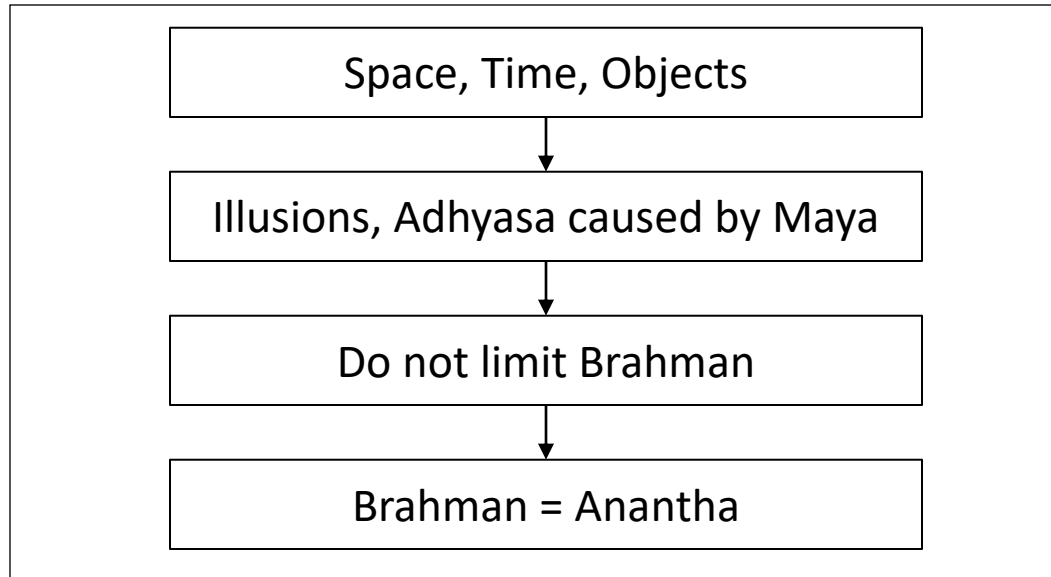 Space, Time, Objects
Illusions, Adhyasa caused by Maya
Do not limit Brahman
Brahman = Anantha